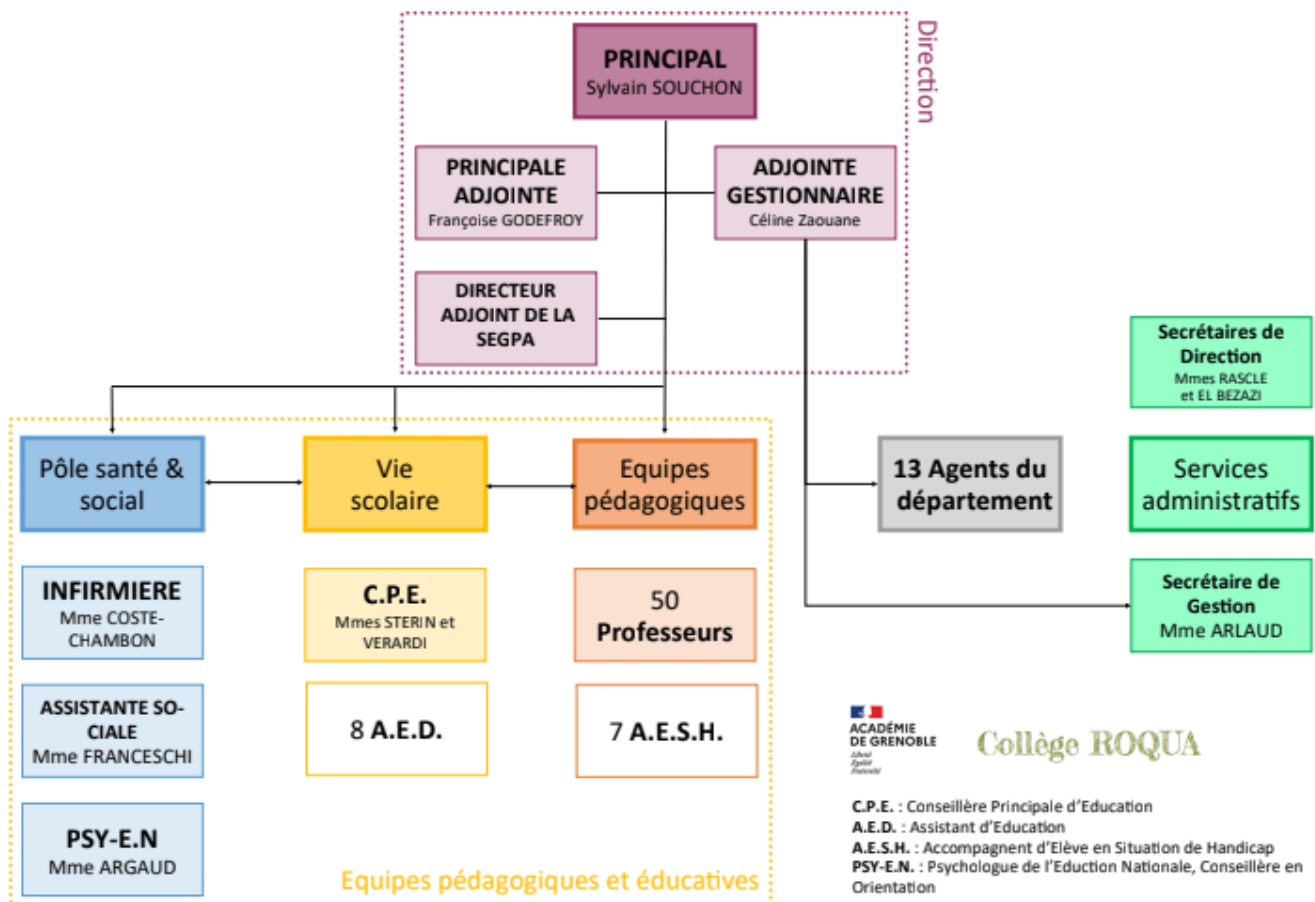 Direction
PRINCIPAL
Sylvain SOUCHON
PRINCIPALE
ADJOINTE
Françoise GODEFROY
ADJOINTE
GESTIONNAIRE
Céline Zaouane
DIRECTEUR
ADJOINT DE LA
SEGPA
Secrétaires de
Direction
Mmes RASCLE
et EL BEZAZI
Pôle santé &
social
Vie
scolaire
Equipes
pédagogiques
13 Agents du
département
Services
administratifs
INFIRMIERE
Mme COSTE-
CHAMBON
C.P.E.
Mmes STERIN et
VERARDI
50
Professeurs
Secrétaire de
Gestion
Mme ARLAUD
ASSISTANTE SO-
CIALE
Mme FRANCESCHI
8 A.E.D.
7 A.E.S.H.
PSY-E.N
Mme ARGAUD
Equipes pédagogiques et éducatives
ACADÉMIE
DE GRENOBLE
Liberté
Égalité
Fraternité
Collège ROQUA
C.P.E. : Conseillère Principale d'Education
A.E.D. : Assistant d'Education
A.E.S.H. : Accompagnent d'Elève en Situation de Handicap
PSY-E.N. : Psychologue de l'Eduction Nationale, Conseillère en
Orientation